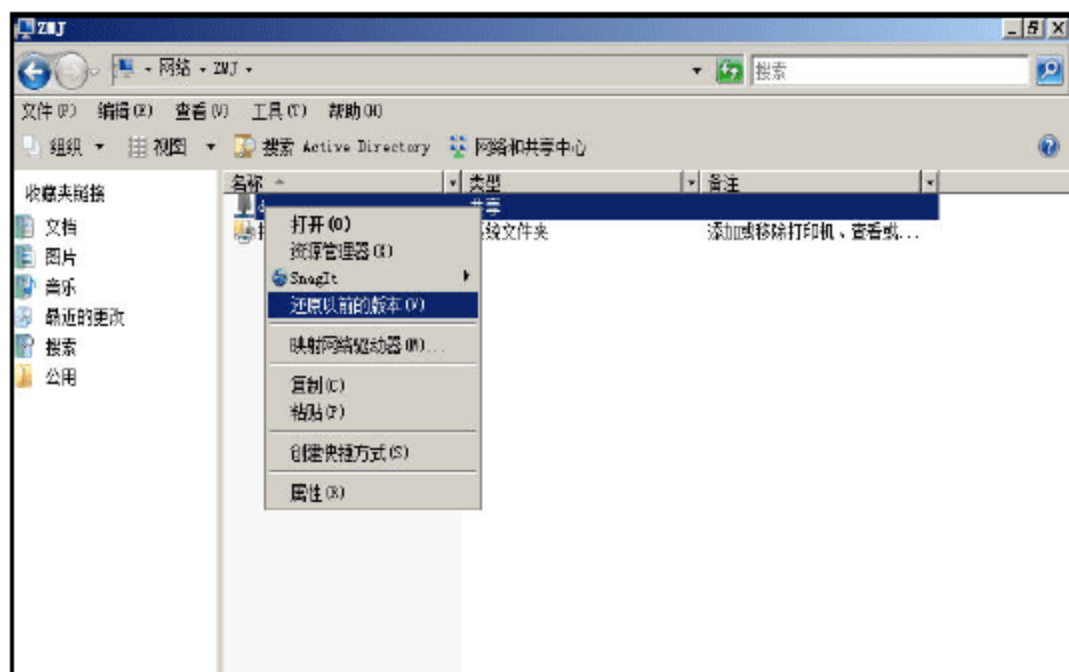 ZMJ
网络 ZMJ
搜索
文件(F) 编辑(E) 查看(V) 工具(T) 帮助(H)
组织 视图 搜索 Active Directory 网络和共享中心
收藏夹链接
文档
图片
音乐
最近的更改
搜索
公用
名称 类型 备注
共享
系统文件夹 添加或移除打印机、查看或...
打开(O)
资源管理器(X)
SnagIt
还原以前的版本(V)
映射网络驱动器(M)...
复制(C)
粘贴(P)
创建快捷方式(S)
属性(R)